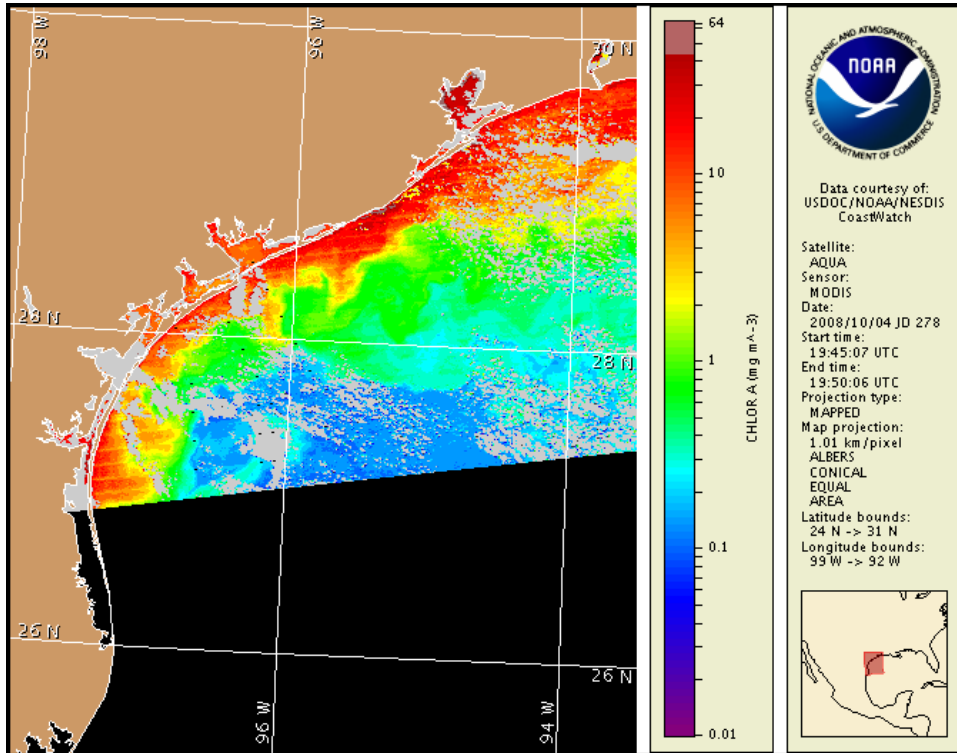 98 W
96 W
30 N
28 N
28 N
26 N
26 N
96 W
94 W
64
10
1
0.1
0.01
CHLOR A (mg m^-3)
NATIONAL OCEANIC AND ATMOSPHERIC ADMINISTRATION
NOAA
U.S. DEPARTMENT OF COMMERCE
Data courtesy of:
USDOC/NOAA/NESDIS
CoastWatch
Satellite:
AQUA
Sensor:
MODIS
Date:
2008/10/04 JD 278
Start time:
19:45:07 UTC
End time:
19:50:06 UTC
Projection type:
MAPPED
Map projection:
1.01 km/pixel
ALBERS
CONICAL
EQUAL
AREA
Latitude bounds:
24 N -> 31 N
Longitude bounds:
99 W -> 92 W